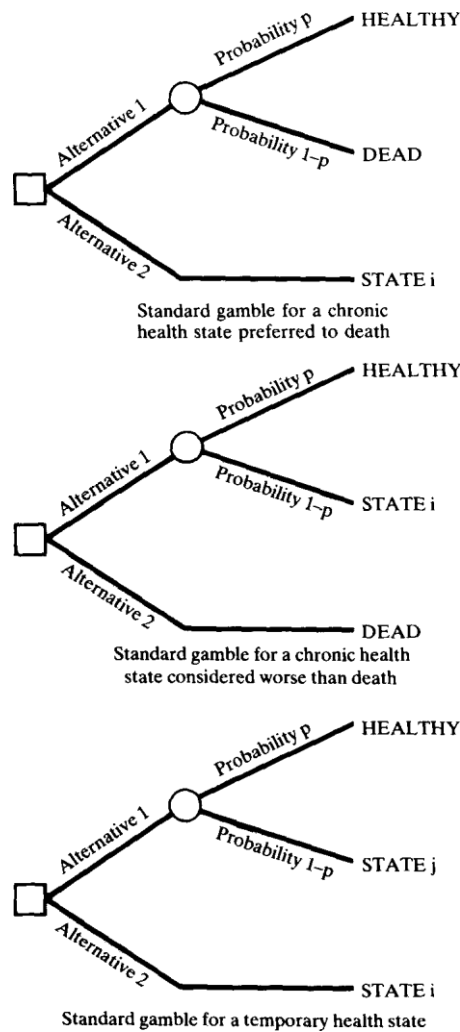 HEALTHY
Probability p
Alternative 1
Probability 1–p
DEAD
Alternative 2
STATE i
Standard gamble for a chronic
health state preferred to death
HEALTHY
Probability p
Alternative 1
Probability 1–p
STATE i
Alternative 2
DEAD
Standard gamble for a chronic health
state considered worse than death
HEALTHY
Probability p
Alternative 1
Probability 1–p
STATE j
Alternative 2
STATE i
Standard gamble for a temporary health state